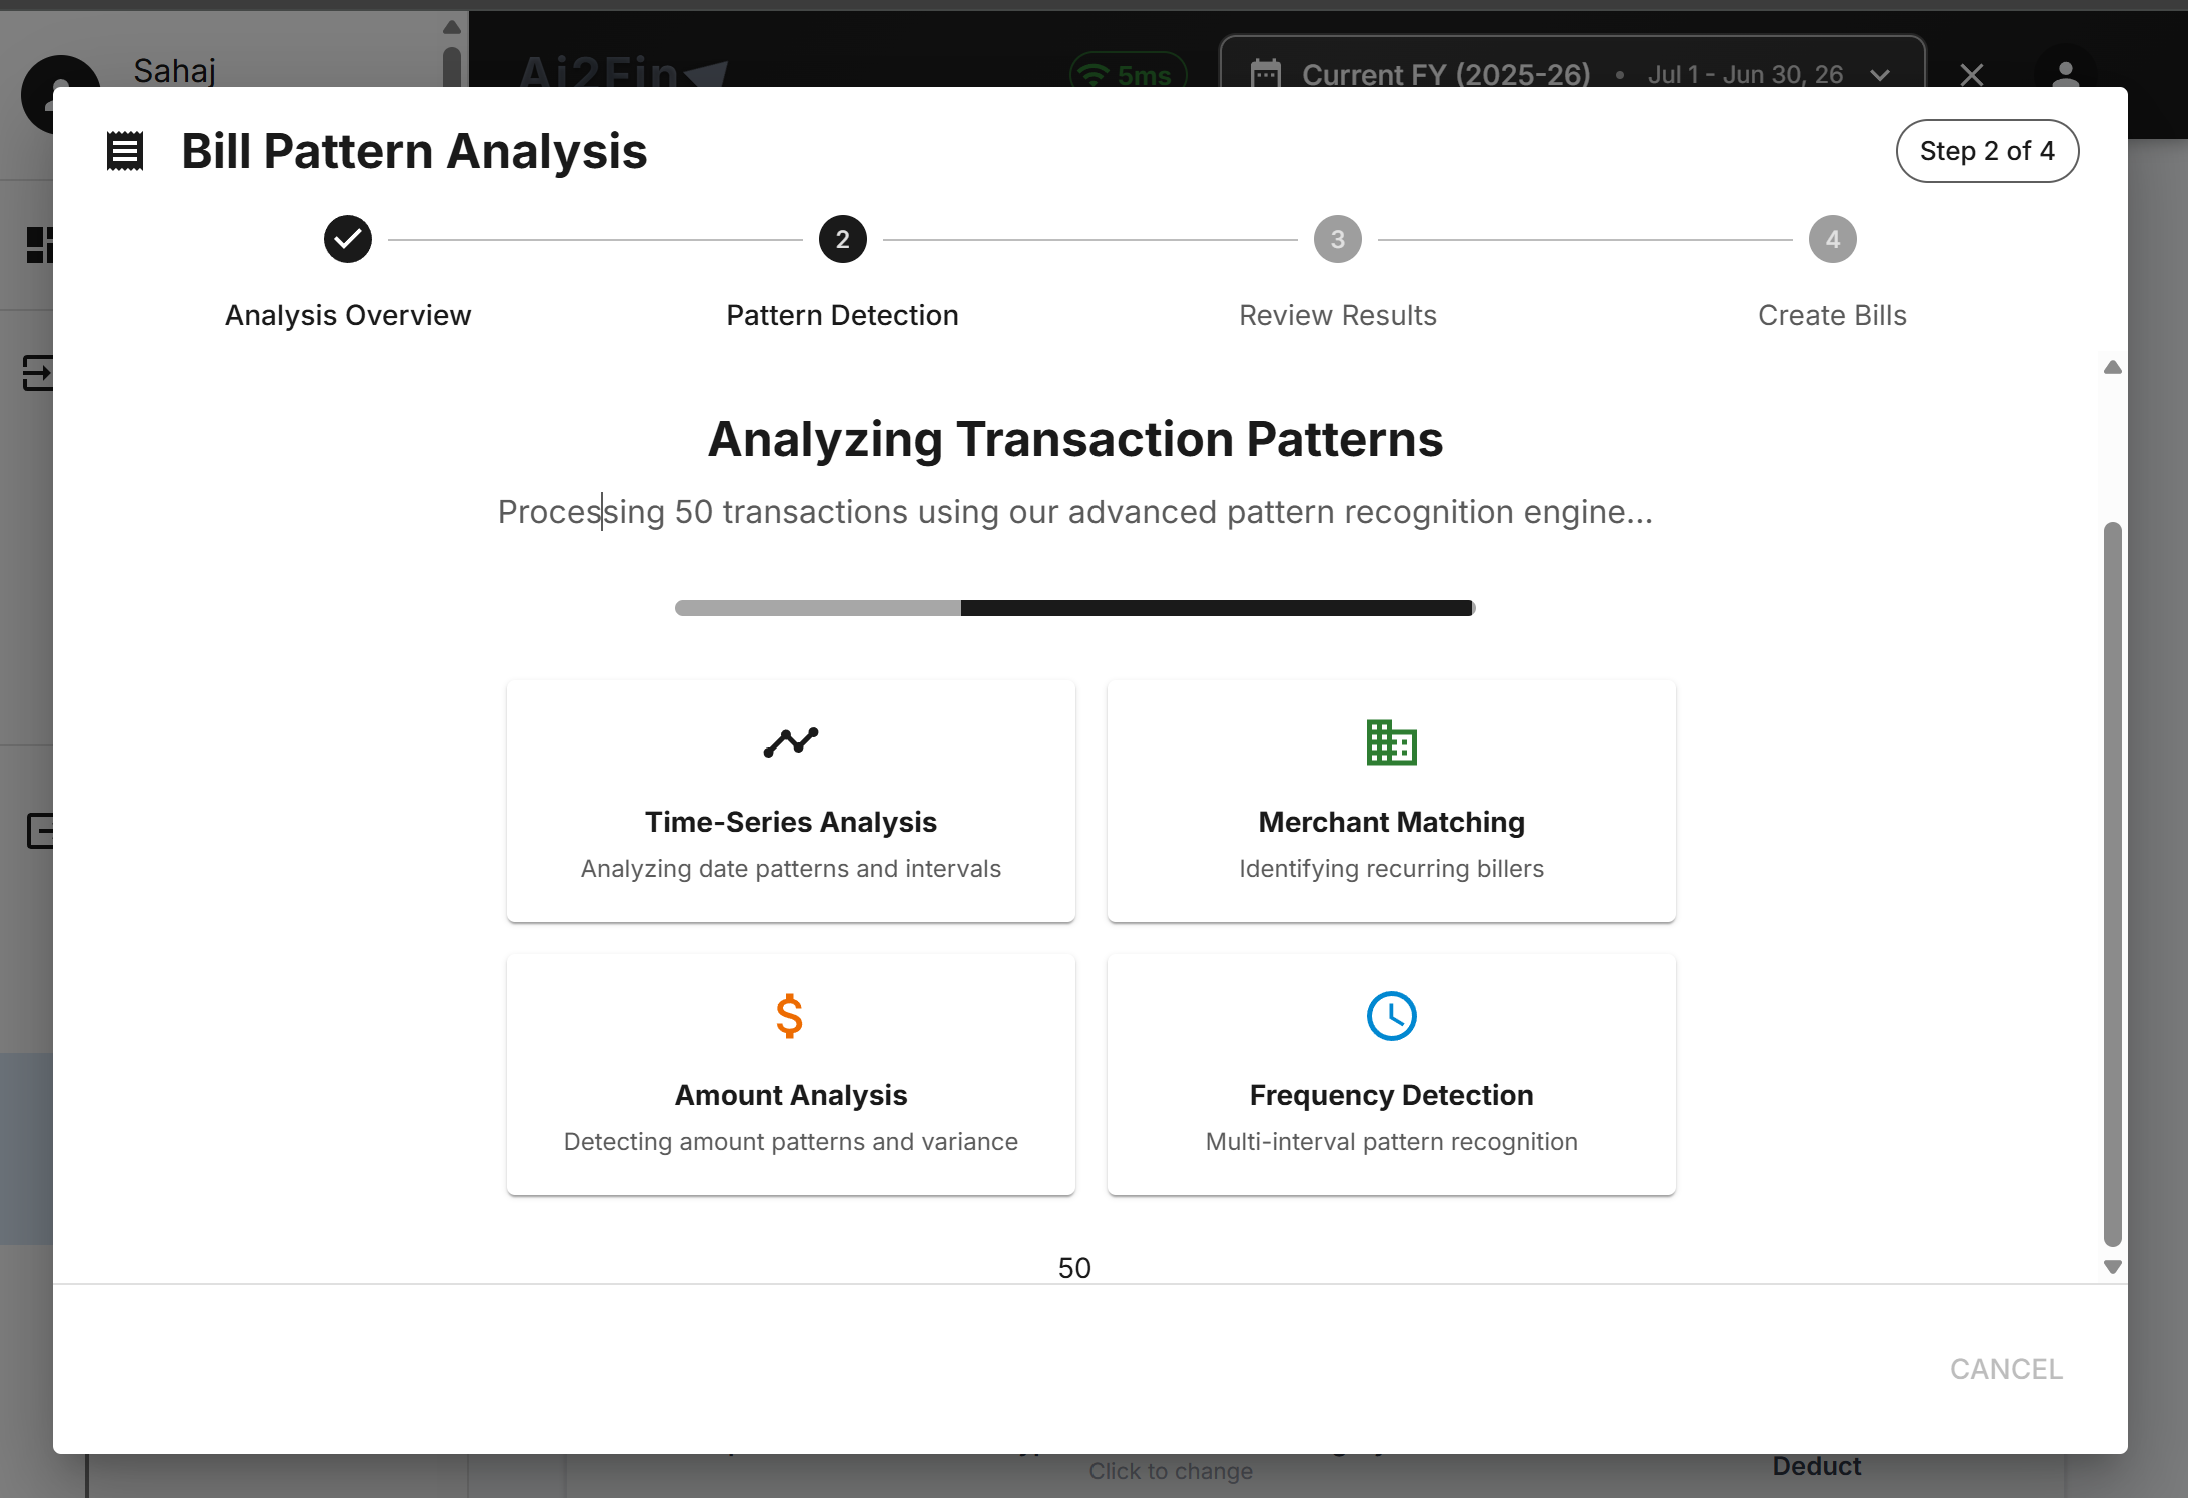 Sahaj
Ai2Fin
5ms
Current FY (2025-26) • Jul 1 - Jun 30, 26
Bill Pattern Analysis
Step 2 of 4
2
3
4
Analysis Overview
Pattern Detection
Review Results
Create Bills
Analyzing Transaction Patterns
Processing 50 transactions using our advanced pattern recognition engine...
Time-Series Analysis
Analyzing date patterns and intervals
Merchant Matching
Identifying recurring billers
$
Amount Analysis
Detecting amount patterns and variance
Frequency Detection
Multi-interval pattern recognition
50
CANCEL
Click to change
Deduct